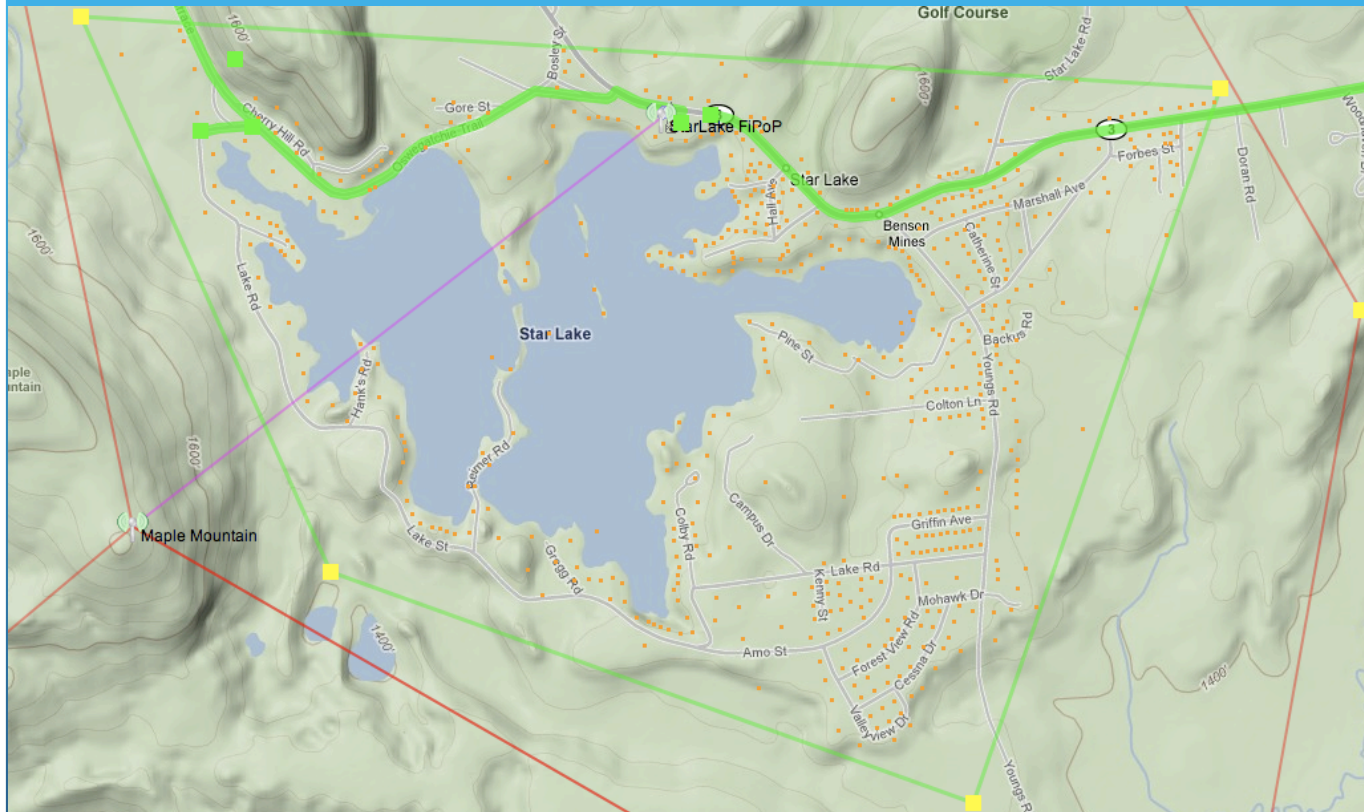 Golf Course
1600'
Bosley St
Star Lake Rd
1600'
Gore St
Cherry Hill Rd
Oswegatchie Trail
StarLake FiPoP
3
Forbes St
Doran Rd
Star Lake
Hall Ave
Marshall Ave
Benson
Mines
Catherine St
1600'
Lake Rd
Star Lake
Pine St
Backus Rd
Hank's Rd
Youngs Rd
Colton Ln
1600'
Campus Dr
Colby Rd
Maple Mountain
Lake St
Gregg Rd
Griffin Ave
Lake Rd
Kenny St
Mohawk Dr
1400'
Amo St
Forest View Rd
Cessna Dr
1400'
Valley
view Dr